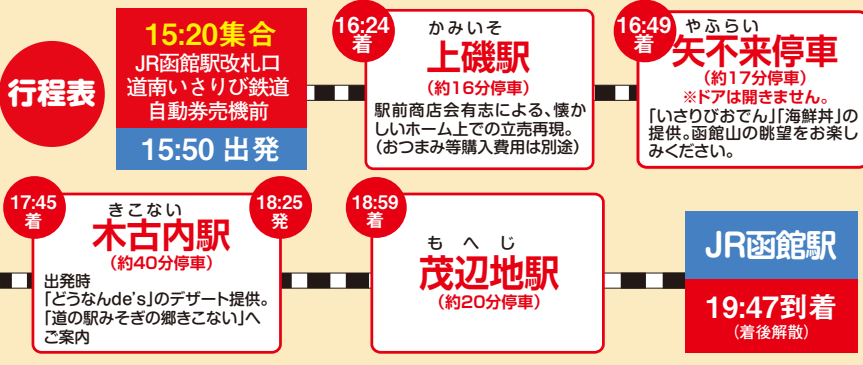 行程表
15:20集合
JR函館駅改札口
道南いさりび鉄道
自動券売機前
15:50 出発
16:24
着
かみいそ
上磯駅
(約16分停車)
駅前商店会有志による、懐か
しいホーム上での立売再現。
(おつまみ等購入費用は別途)
16:49
着
やふらい
矢不来停車
(約17分停車)
※ドアは開きません。
「いさりびおでん」「海鮮丼」の
提供。函館山の眺望をお楽し
みください。
17:45
着
きこない
木古内駅
(約40分停車)
出発時
「どうなんde's」のデザート提供。
「道の駅みそぎの郷きこない」へ
ご案内
18:25
発
18:59
着
もへじ
茂辺地駅
(約20分停車)
JR函館駅
19:47到着
(着後解散)